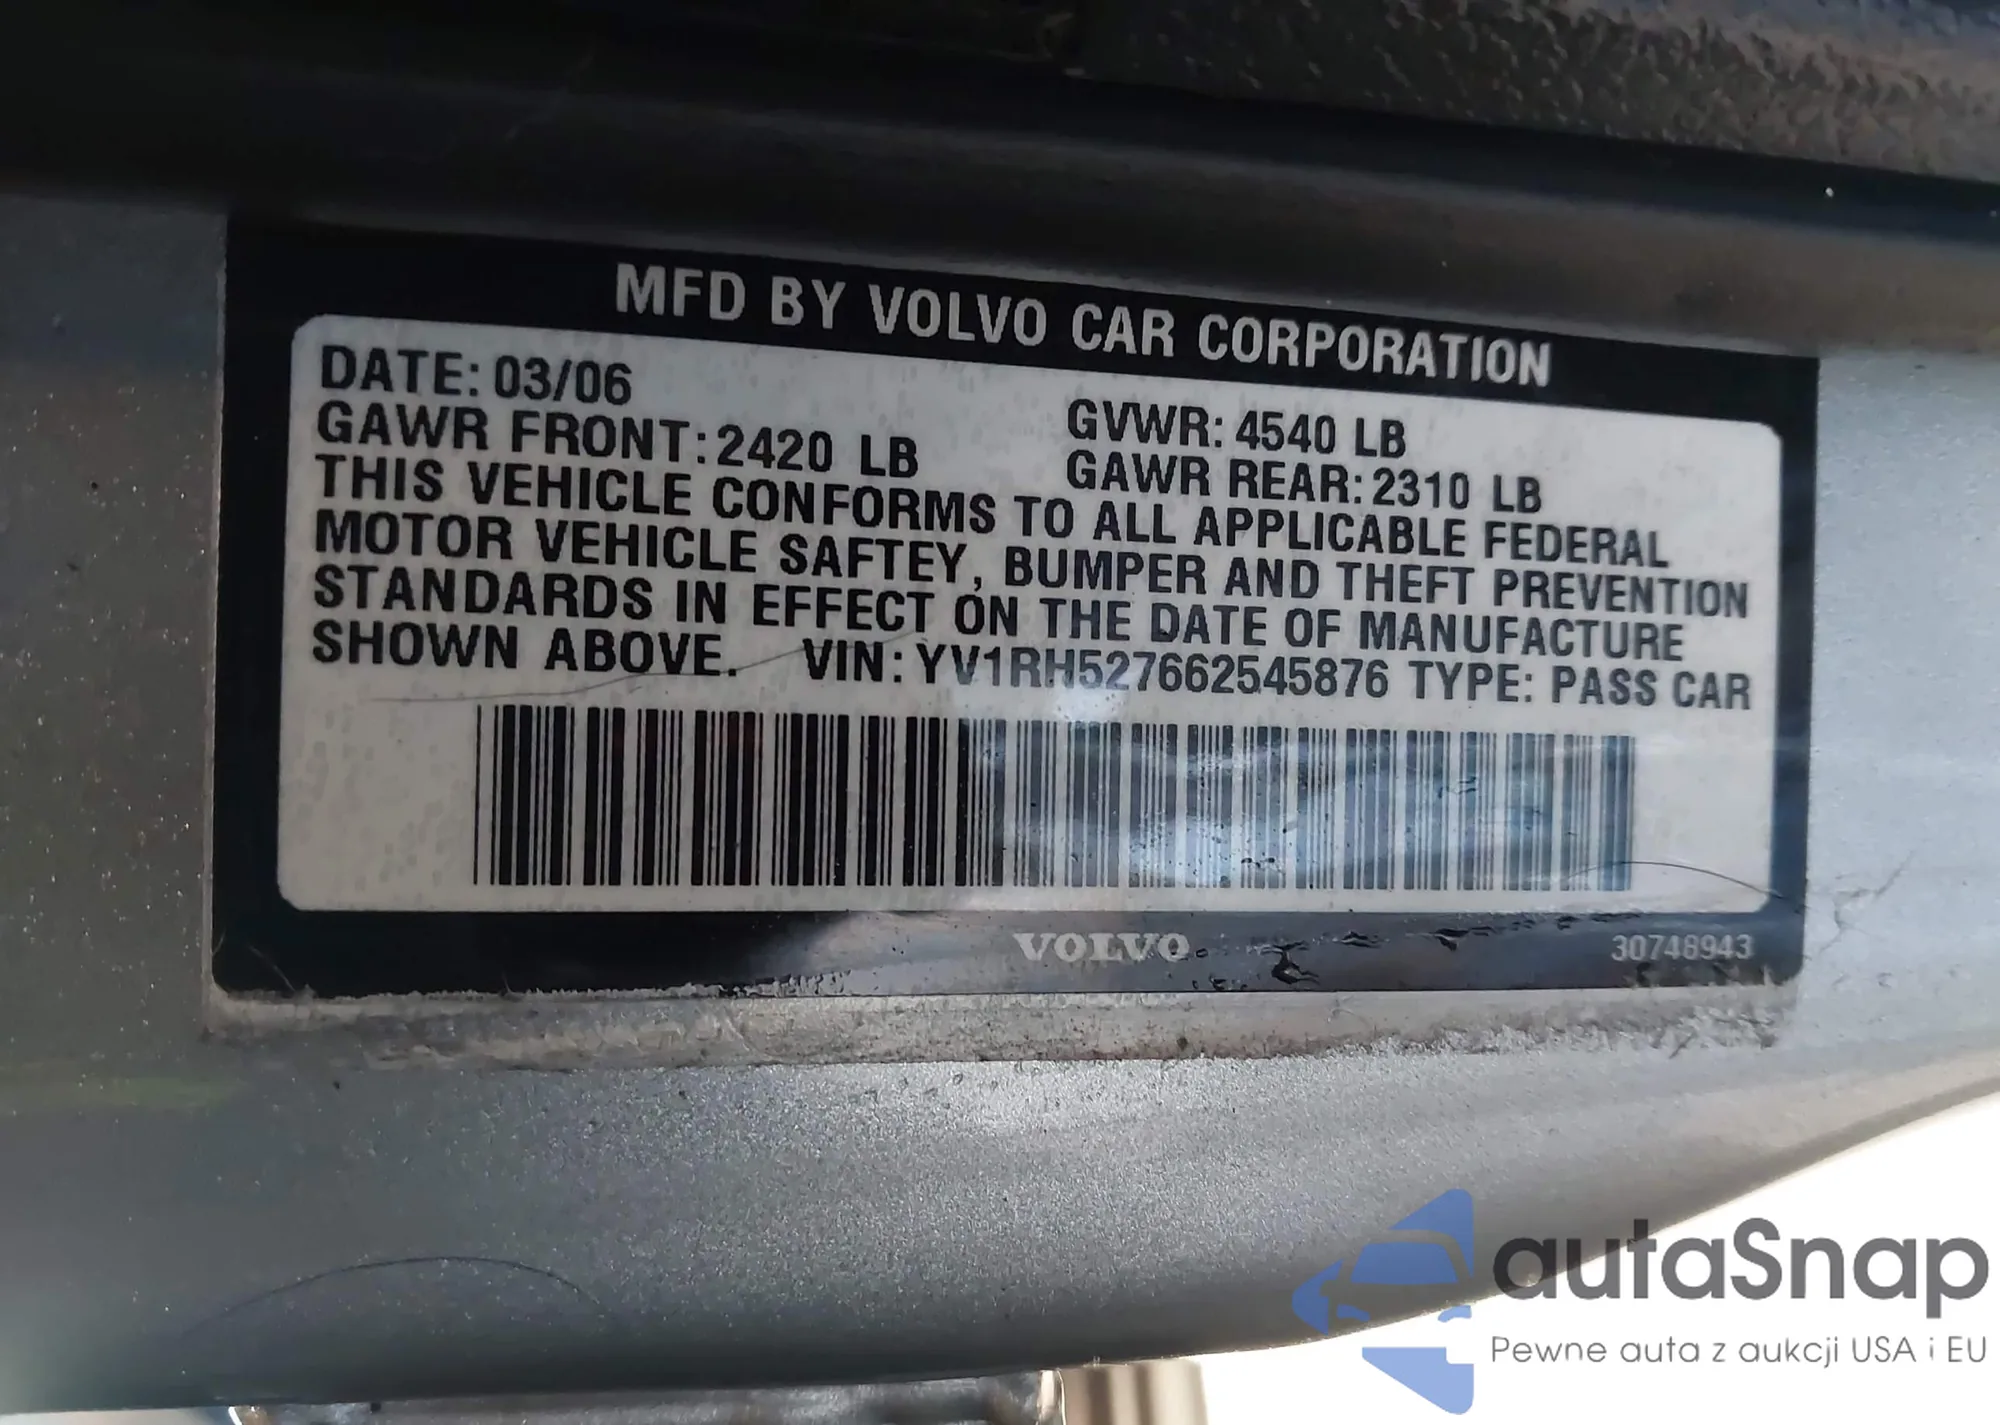 MFD BY VOLVO CAR CORPORATION
DATE: 03/06
GVWR: 4540 LB
GAWR FRONT: 2420 LB
GAWR REAR: 2310 LB
THIS VEHICLE CONFORMS TO ALL APPLICABLE FEDERAL
MOTOR VEHICLE SAFTEY, BUMPER AND THEFT PREVENTION
STANDARDS IN EFFECT ON THE DATE OF MANUFACTURE
SHOWN ABOVE. VIN: YV1RH527662545876 TYPE: PASS CAR
VOLVO
30748943
autaSnap
Pewne auta z aukcji USA i EU